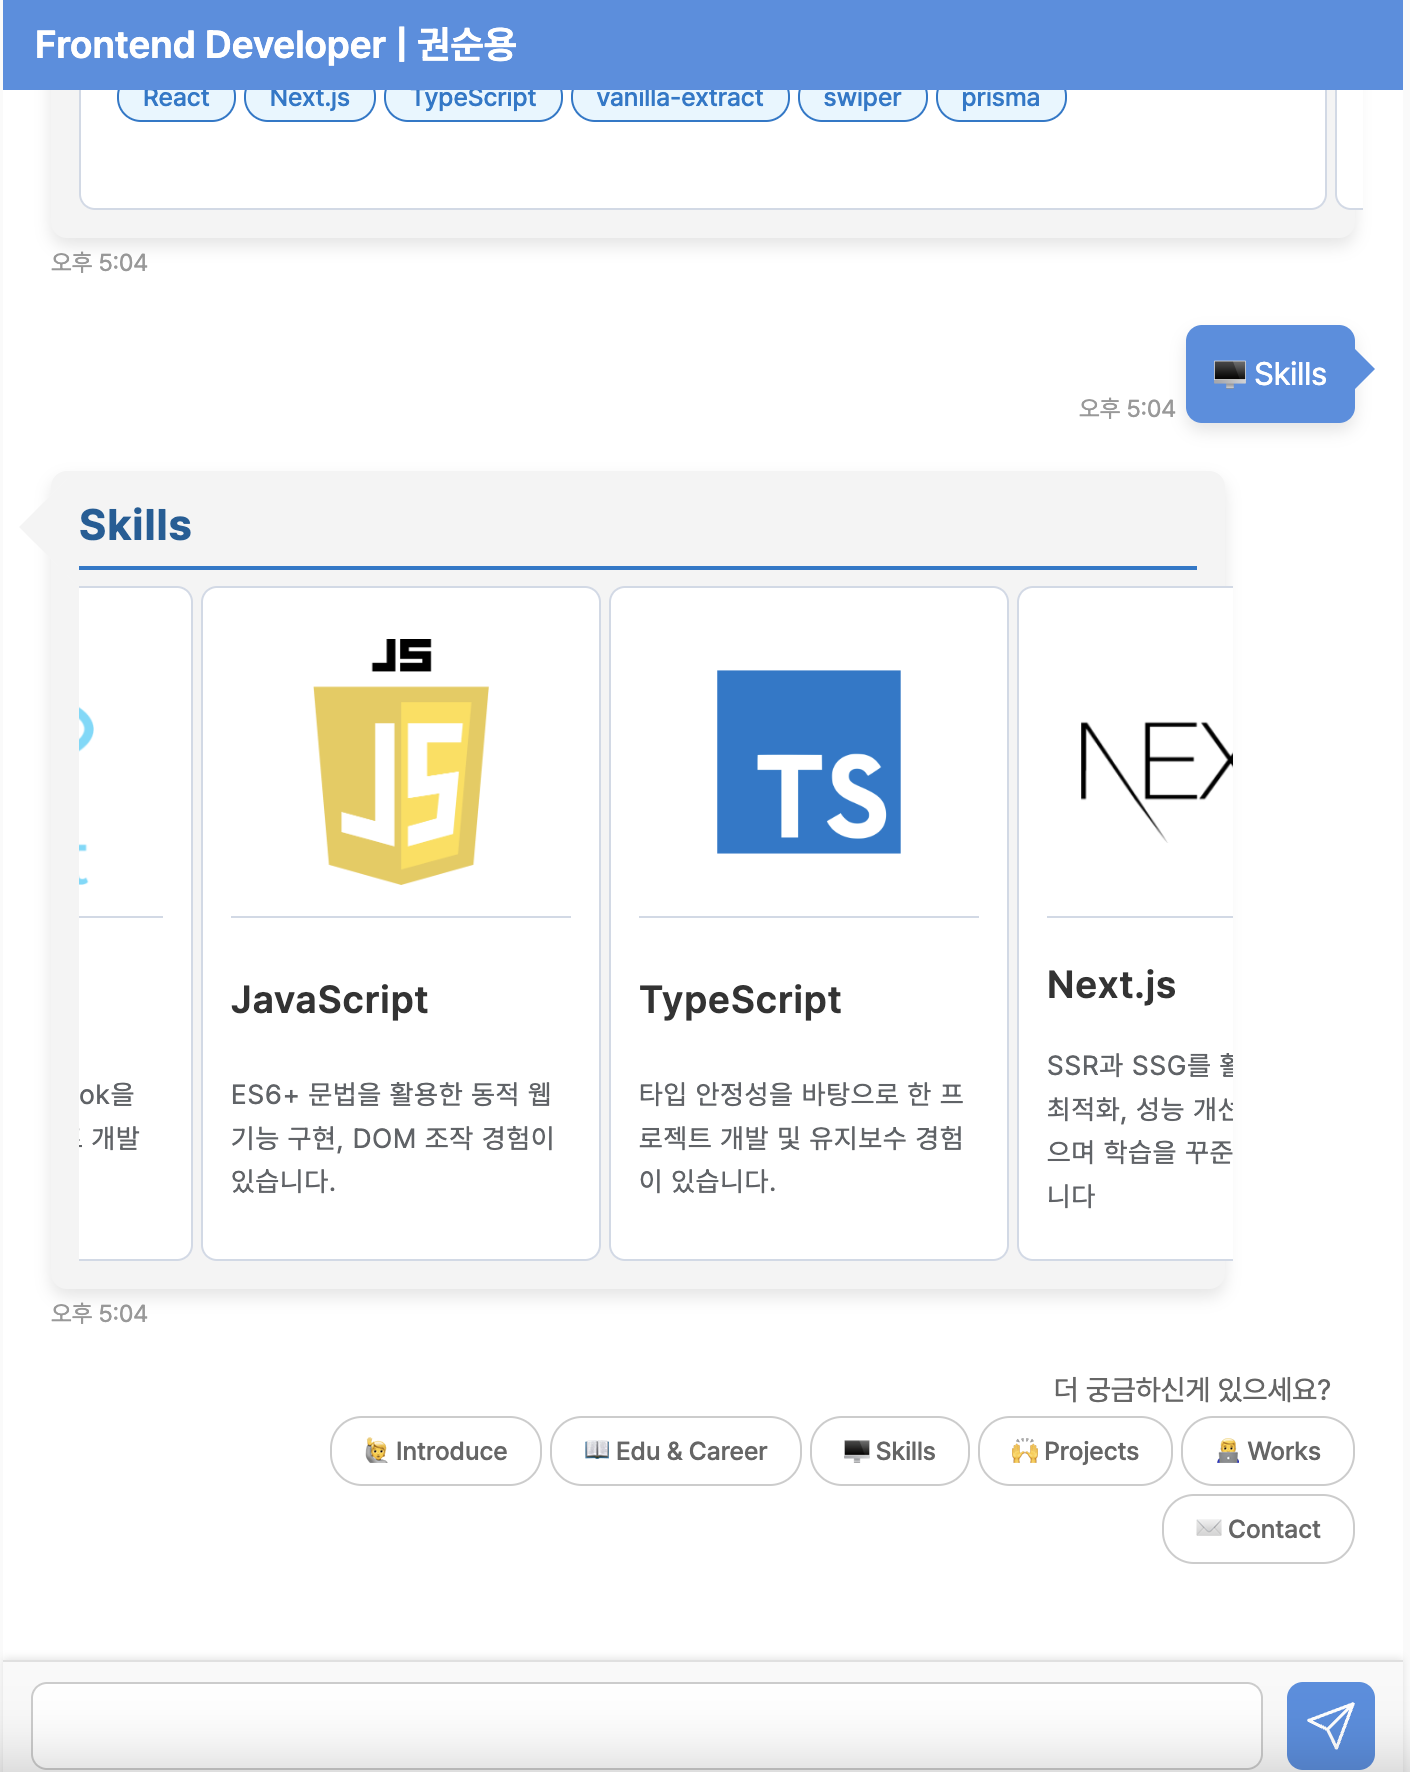 Frontend Developer | 권순용
React Next.js TypeScript vanilla-extract swiper prisma
오후 5:04
Skills
오후 5:04
Skills
JS
JS
TS
NEX
JavaScript
TypeScript
Next.js
ok을
개발
ES6+ 문법을 활용한 동적 웹
기능 구현, DOM 조작 경험이
있습니다.
타입 안정성을 바탕으로 한 프
로젝트 개발 및 유지보수 경험
이 있습니다.
SSR과 SSG를
최적화, 성능
으며 학습을 꾸준
니다
오후 5:04
더 궁금하신게 있으세요?
Introduce Edu & Career Skills Projects Works
Contact